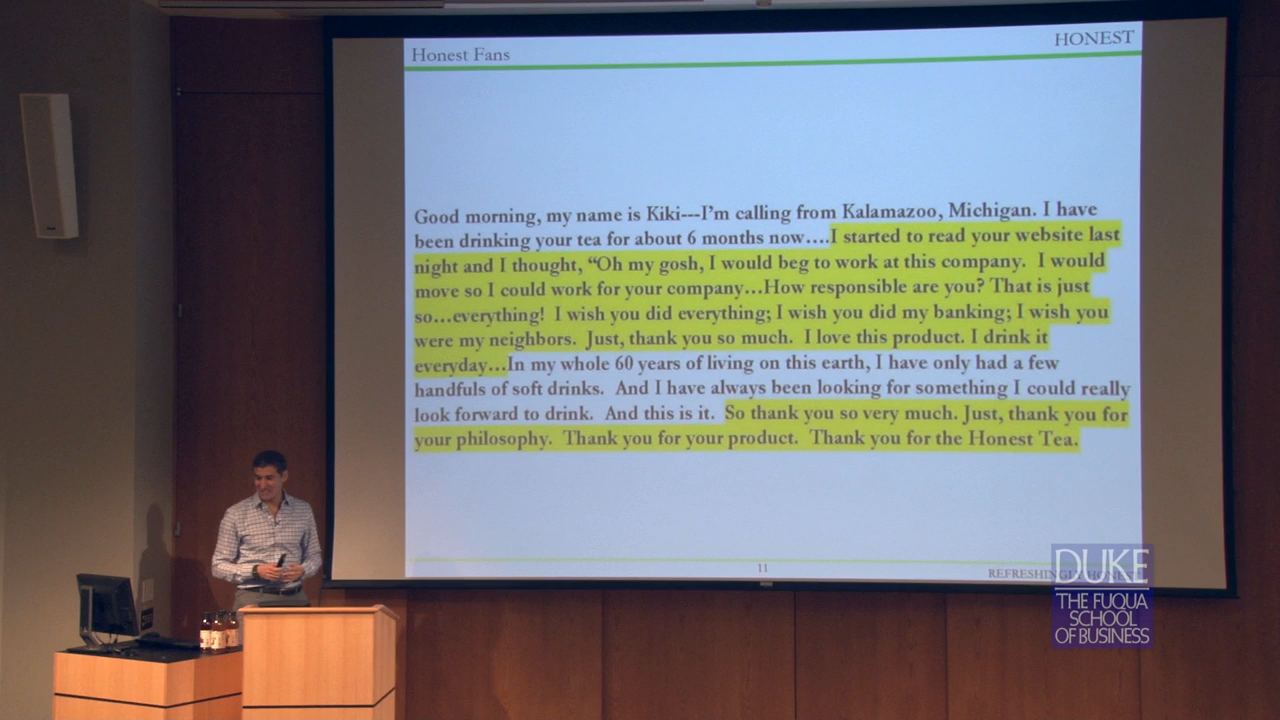 Honest Fans
HONEST
Good morning, my name is Kiki---I'm calling from Kalamazoo, Michigan. I have
been drinking your tea for about 6 months now….I started to read your website last
night and I thought, “Oh my gosh, I would beg to work at this company. I would
move so I could work for your company…How responsible are you? That is just
so…everything! I wish you did everything; I wish you did my banking; I wish you
were my neighbors. Just, thank you so much. I love this product. I drink it
everyday…In my whole 60 years of living on this earth, I have only had a few
handfuls of soft drinks. And I have always been looking for something I could really
look forward to drink. And this is it. So thank you so very much. Just, thank you for
your philosophy. Thank you for your product. Thank you for the Honest Tea.
11
REFRESHINGLY
DUKE
THE FUQUA
SCHOOL
OF BUSINESS